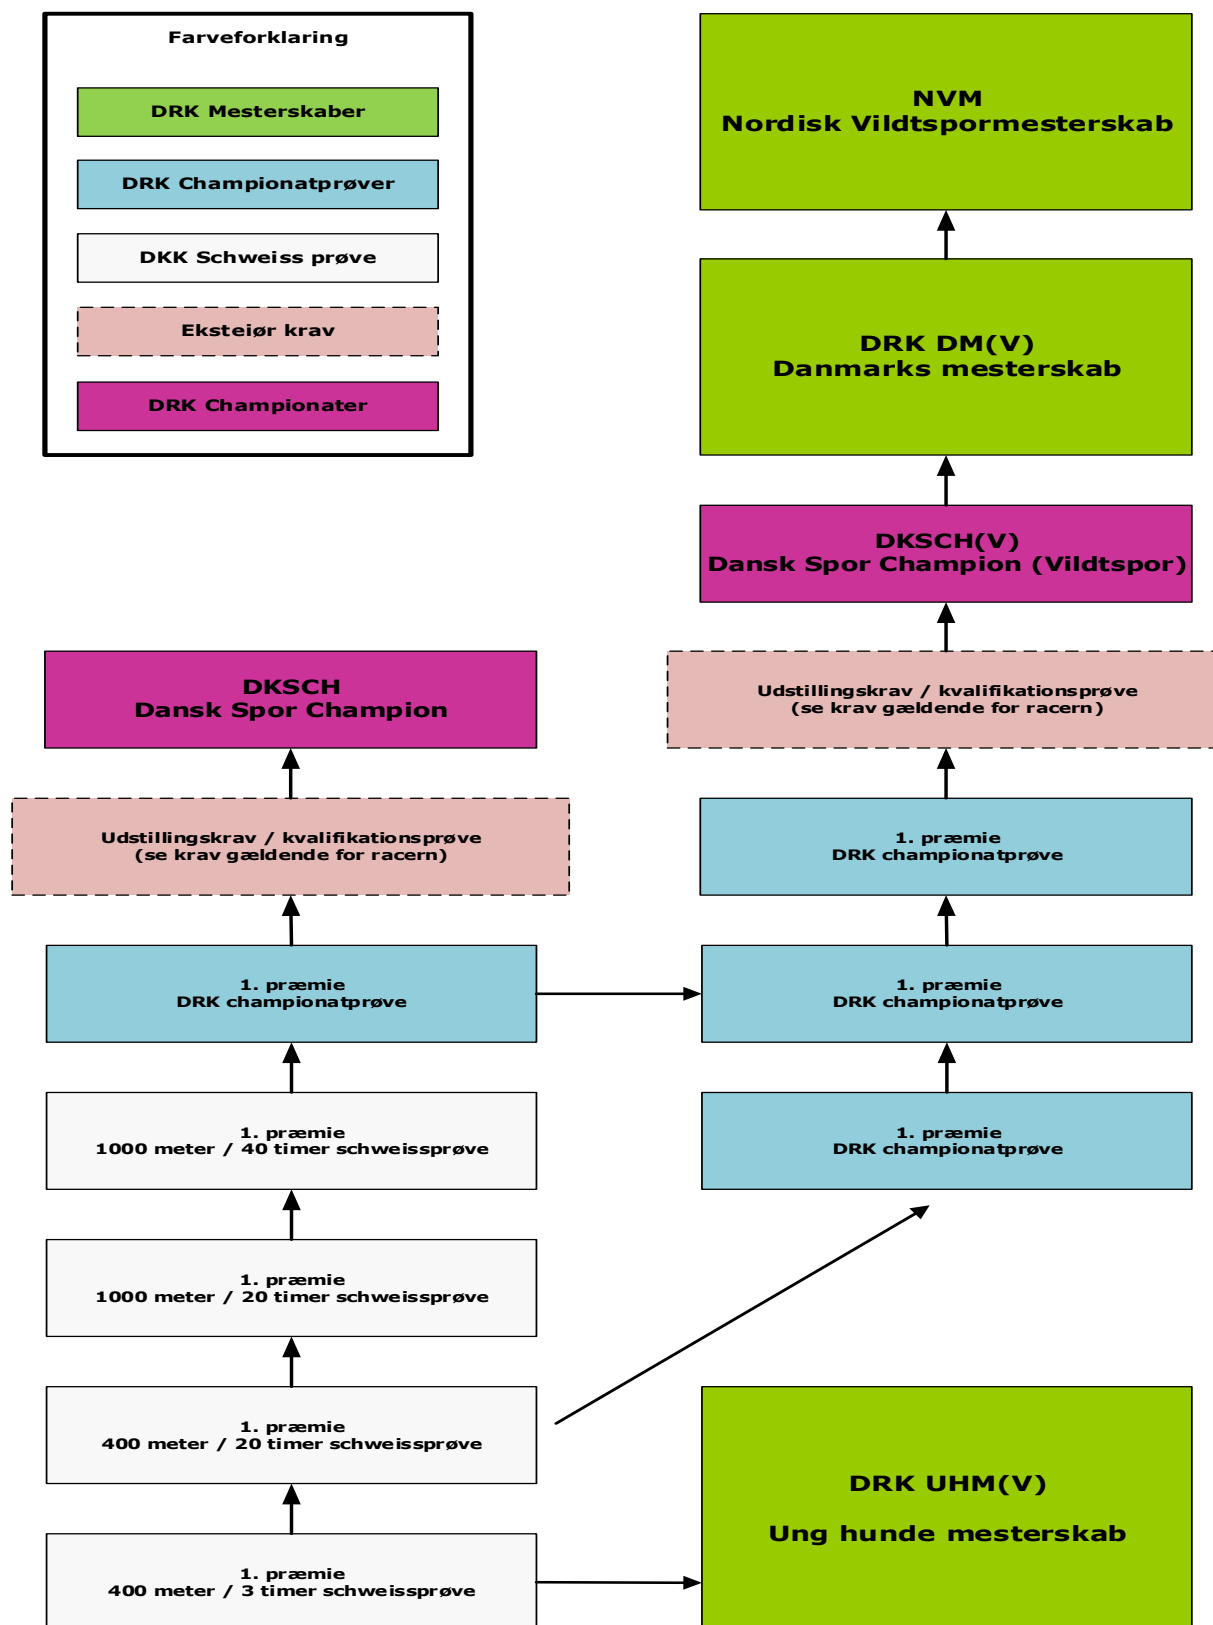 Farveforklaring
DRK Mesterskaber
DRK Championatprøver
DKK Schweiss prøve
Eksteiør krav
DRK Championater
NVM
Nordisk Vildtspormesterskab
DRK DM(V)
Danmarks mesterskab
DKSCH(V)
Dansk Spor Champion (Vildtspor)
Udstillingskrav / kvalifikationsprøve
(se krav gældende for racern)
1. præmie
DRK championatprøve
1. præmie
DRK championatprøve
1. præmie
DRK championatprøve
DKSCH
Dansk Spor Champion
Udstillingskrav / kvalifikationsprøve
(se krav gældende for racern)
1. præmie
DRK championatprøve
1. præmie
1000 meter / 40 timer schweissprøve
1. præmie
1000 meter / 20 timer schweissprøve
1. præmie
400 meter / 20 timer schweissprøve
1. præmie
400 meter / 3 timer schweissprøve
DRK UHM(V)
Ung hunde mesterskab